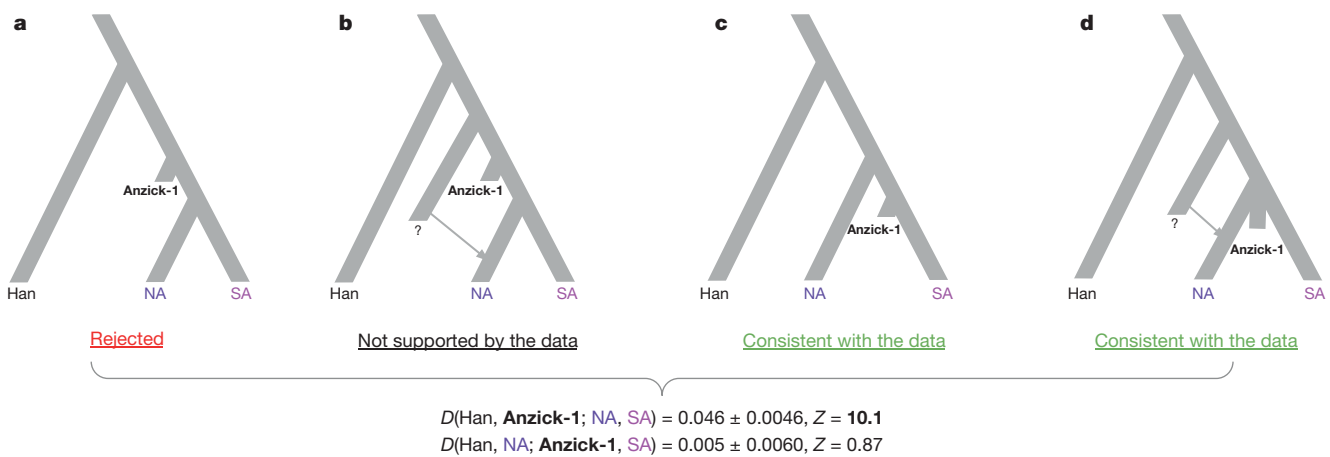 a b c d
Anzick-1 Anzick-1
? ?
Anzick-1 Anzick-1
Han NA SA Han NA SA Han NA SA Han NA SA
Rejected Not supported by the data Consistent with the data Consistent with the data
D(Han, Anzick-1; NA, SA) = 0.046 ± 0.0046, Z = 10.1
D(Han, NA; Anzick-1, SA) = 0.005 ± 0.0060, Z = 0.87